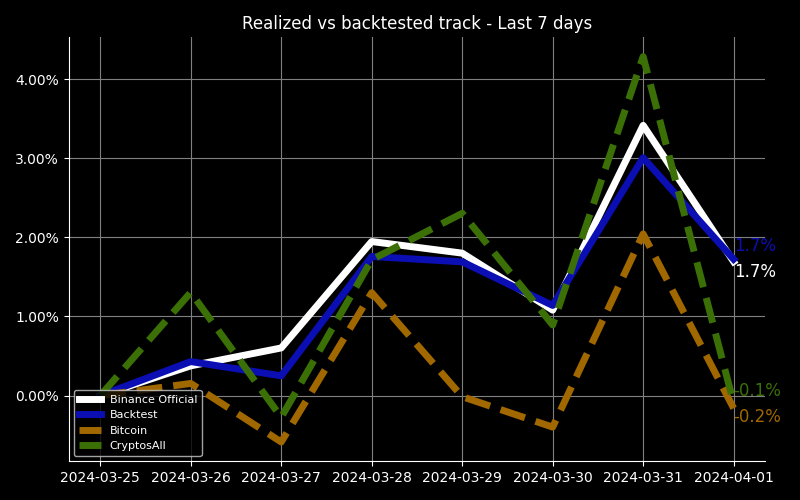 Realized vs backtested track - Last 7 days
4.00%
3.00%
2.00%
1.00%
0.00%
1.7%
1.7%
-0.1%
-0.2%
Binance Official
Backtest
Bitcoin
CryptosAll
2024-03-25 2024-03-26 2024-03-27 2024-03-28 2024-03-29 2024-03-30 2024-03-31 2024-04-01